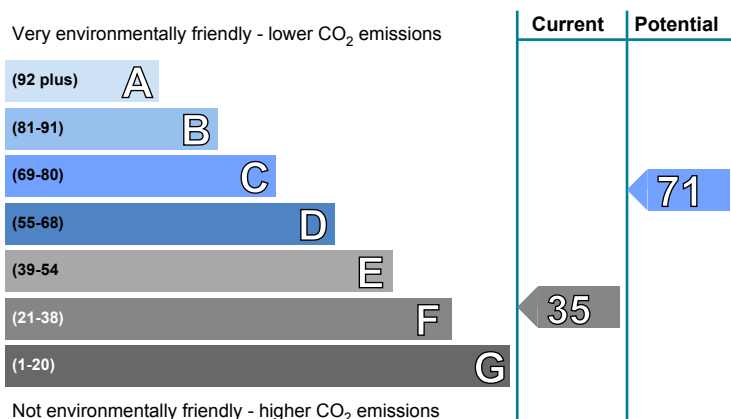 Current Potential
Very environmentally friendly - lower CO2 emissions
(92 plus) A
(81-91) B
(69-80) C
71
(55-68) D
(39-54 E
(21-38) F
35
(1-20) G
Not environmentally friendly - higher CO2 emissions